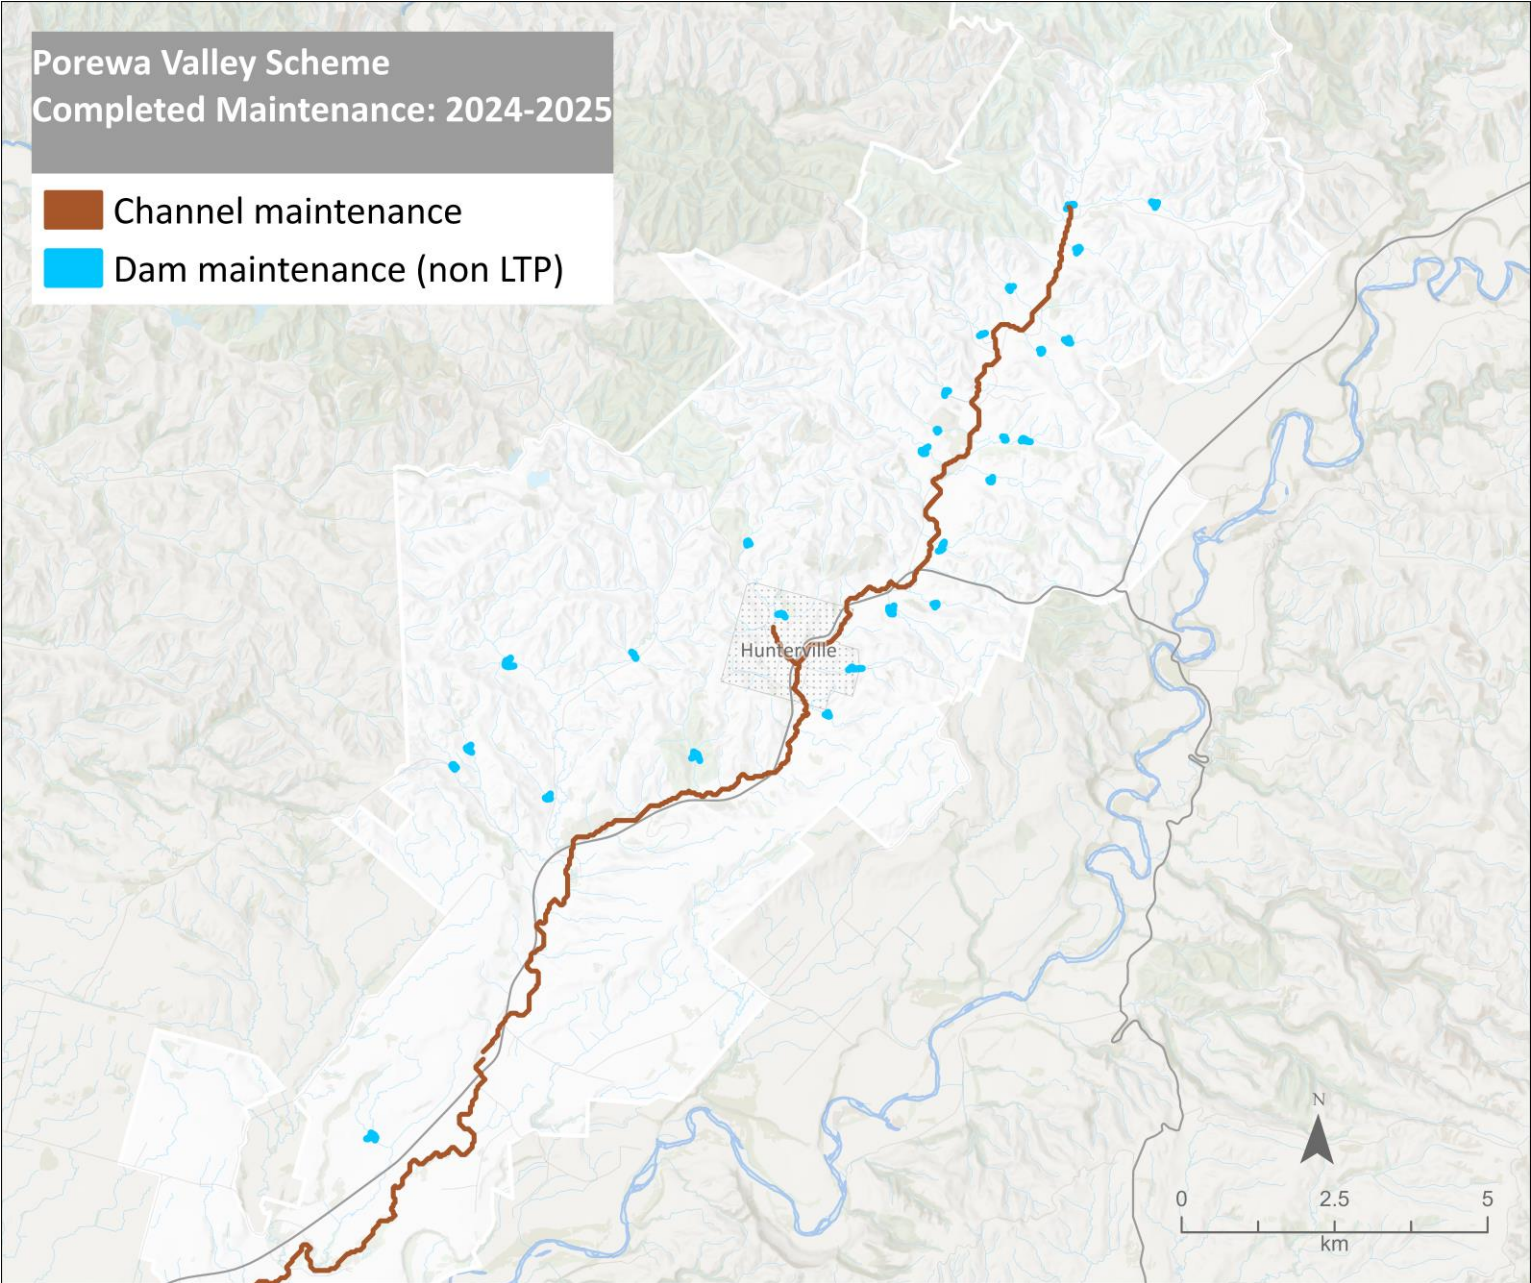 Porewa Valley Scheme
Completed Maintenance: 2024-2025
Channel maintenance
Dam maintenance (non LTP)
Hunterville
N
0 2.5 5
km